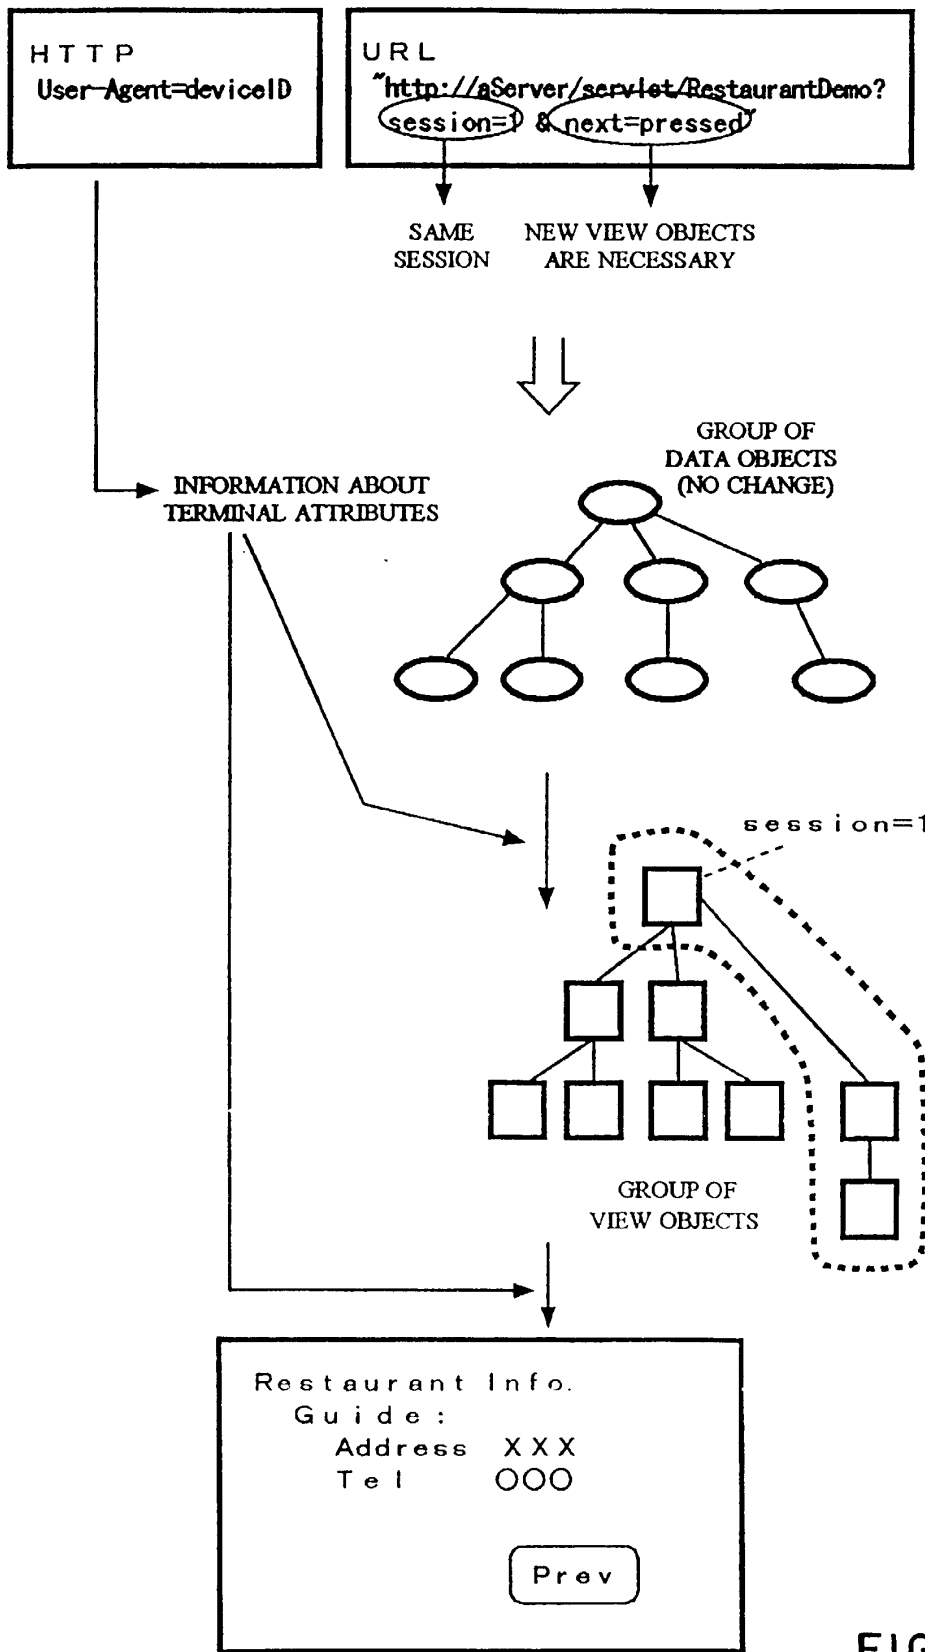 HTTP
User-Agent=deviceID
URL
"http://aServer/servlet/RestaurantDemo?
session=1 & next=pressed"
SAME
SESSION
NEW VIEW OBJECTS
ARE NECESSARY
GROUP OF
DATA OBJECTS
(NO CHANGE)
INFORMATION ABOUT
TERMINAL ATTRIBUTES
session=1
GROUP OF
VIEW OBJECTS
Restaurant Info.
Guide:
Address XXX
Tel OOO
Prev
FIG